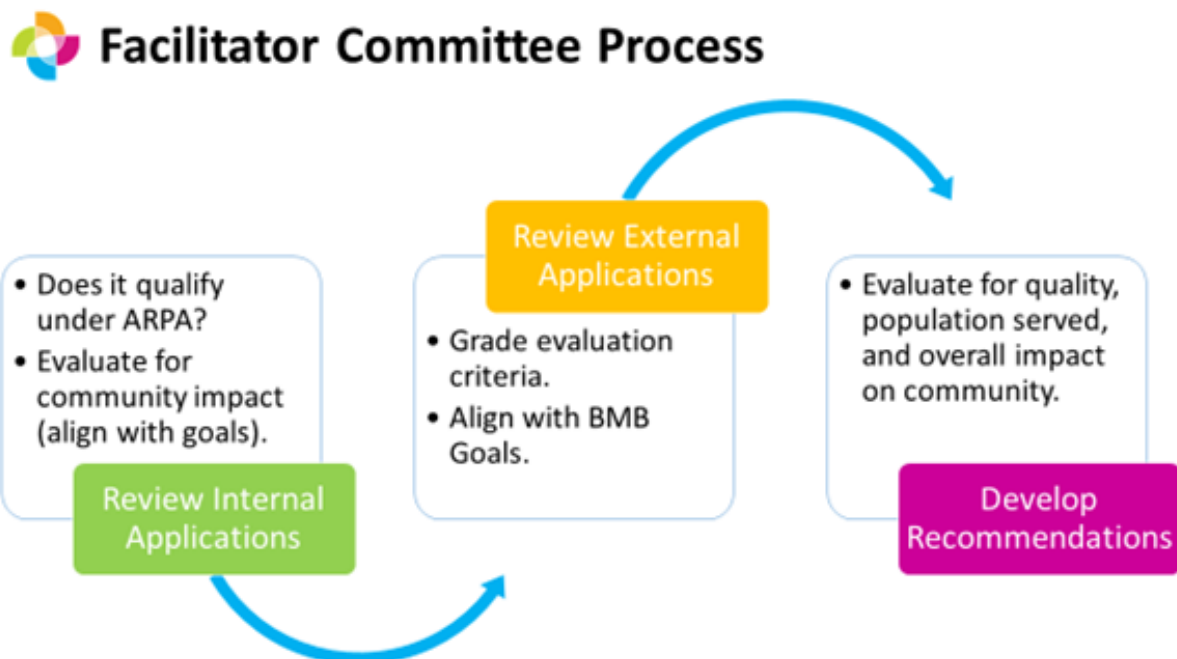 Facilitator Committee Process
• Does it qualify
under ARPA?
• Evaluate for
community impact
(align with goals).
Review Internal
Applications
Review External
Applications
• Grade evaluation
criteria.
• Align with BMB
Goals.
• Evaluate for quality,
population served,
and overall impact
on community.
Develop
Recommendations